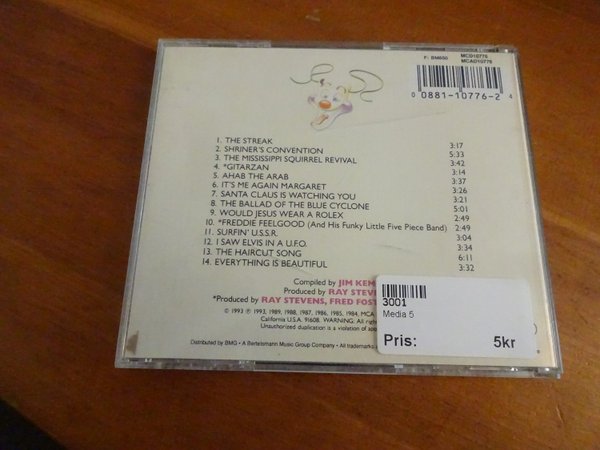 F: BM650 MCD10776
MCAD10776
0 0881-10776-2 4
1. THE STREAK 3:17
2. SHRINER'S CONVENTION 5:33
3. THE MISSISSIPPI SQUIRREL REVIVAL 3:42
4. *GITARZAN 3:14
5. AHAB THE ARAB 3:37
6. IT'S ME AGAIN MARGARET 3:26
7. SANTA CLAUS IS WATCHING YOU 3:21
8. THE BALLAD OF THE BLUE CYCLONE 5:01
9. WOULD JESUS WEAR A ROLEX 2:49
10. *FREDDIE FEELGOOD (And His Funky Little Five Piece Band) 2:49
11. SURFIN' U.S.S.R. 3:04
12. I SAW ELVIS IN A U.F.O. 3:34
13. THE HAIRCUT SONG 6:11
14. EVERYTHING IS BEAUTIFUL 3:32
Compiled by JIM KEM
Produced by RAY STEVE
*Produced by RAY STEVENS, FRED FOST
© 1993 ℗ 1993, 1989, 1988, 1987, 1986, 1985, 1984, MCA
California U.S.A. 91608. WARNING: All righ
Unauthorized duplication is a violation of app
Distributed by BMG • A Bertelsmann Music Group Company • All trademarks
3001
Media 5
Pris: 5kr